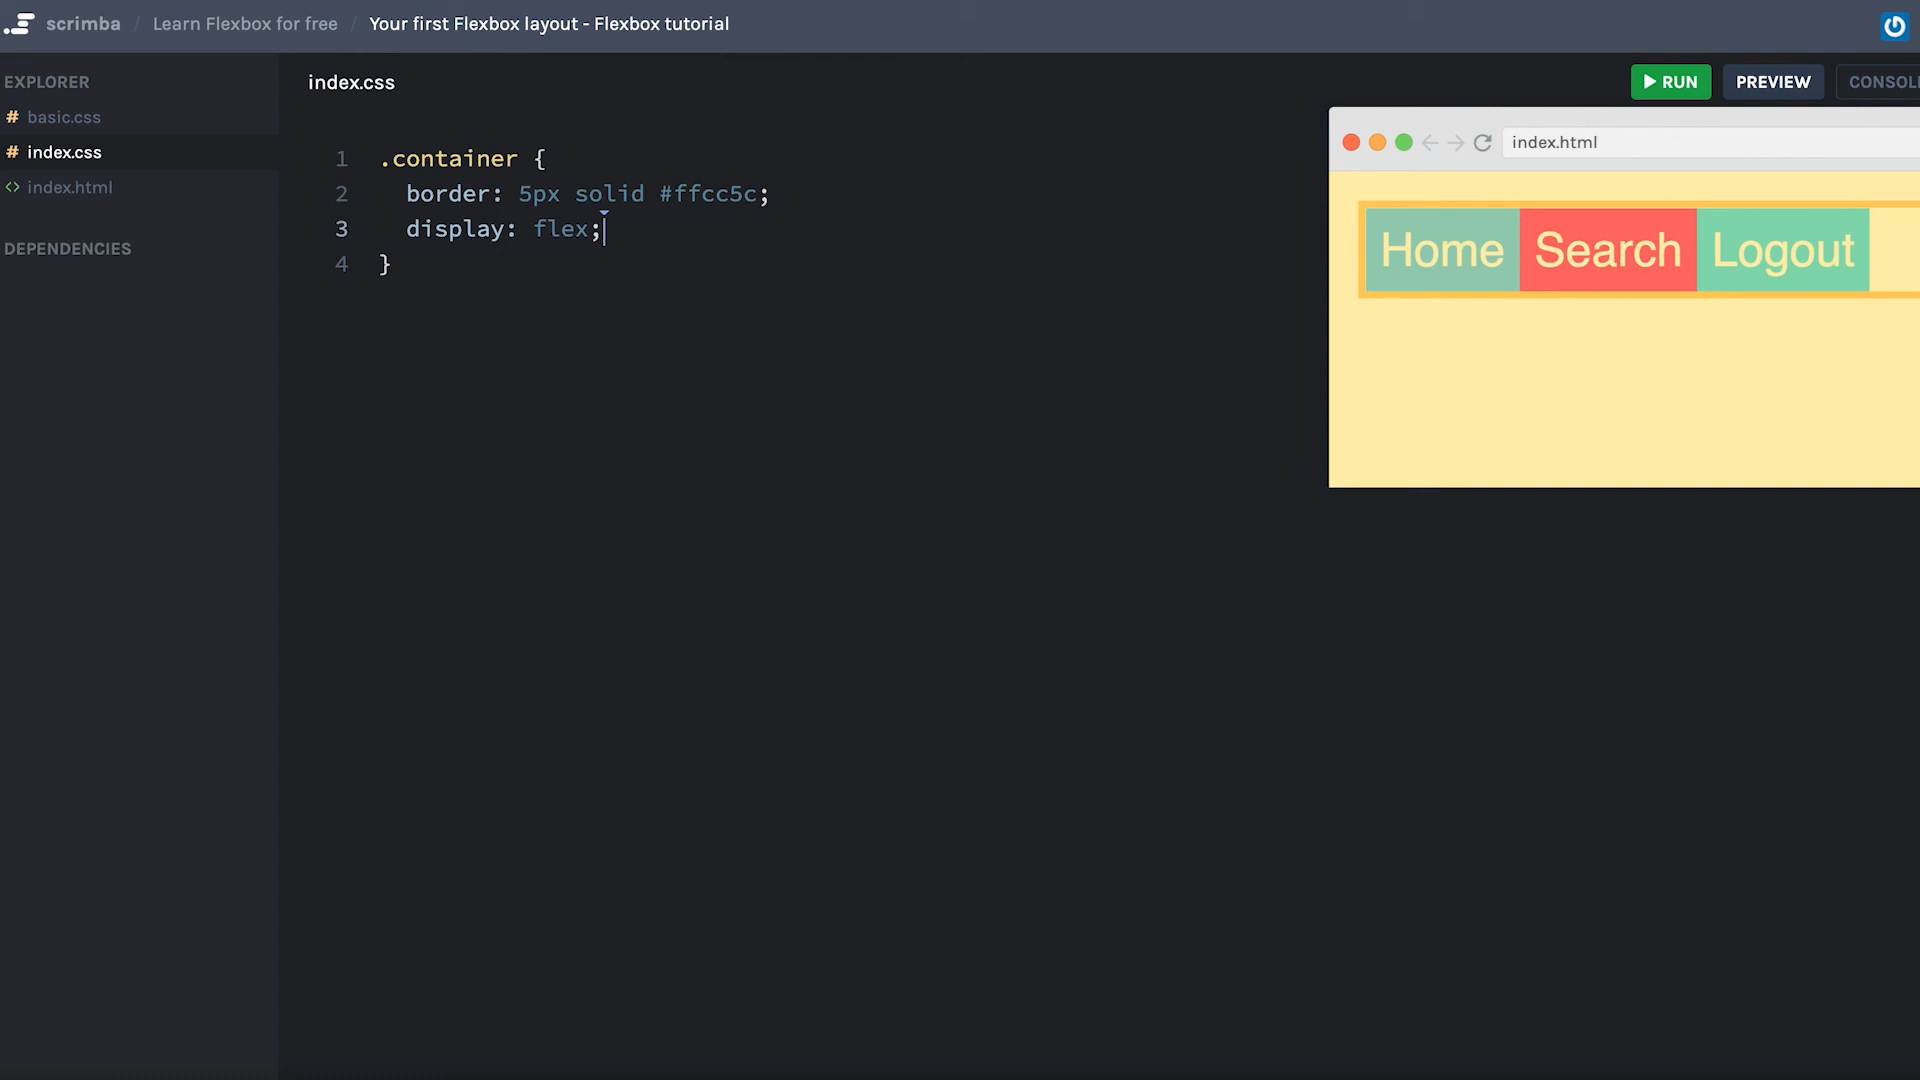 scrimba / Learn Flexbox for free / Your first Flexbox layout - Flexbox tutorial
EXPLORER
# basic.css
# index.css
<> index.html
DEPENDENCIES
index.css
RUN PREVIEW CONSOL
1 .container {
2 border: 5px solid #ffcc5c;
3 display: flex;
4 }
index.html
Home Search Logout